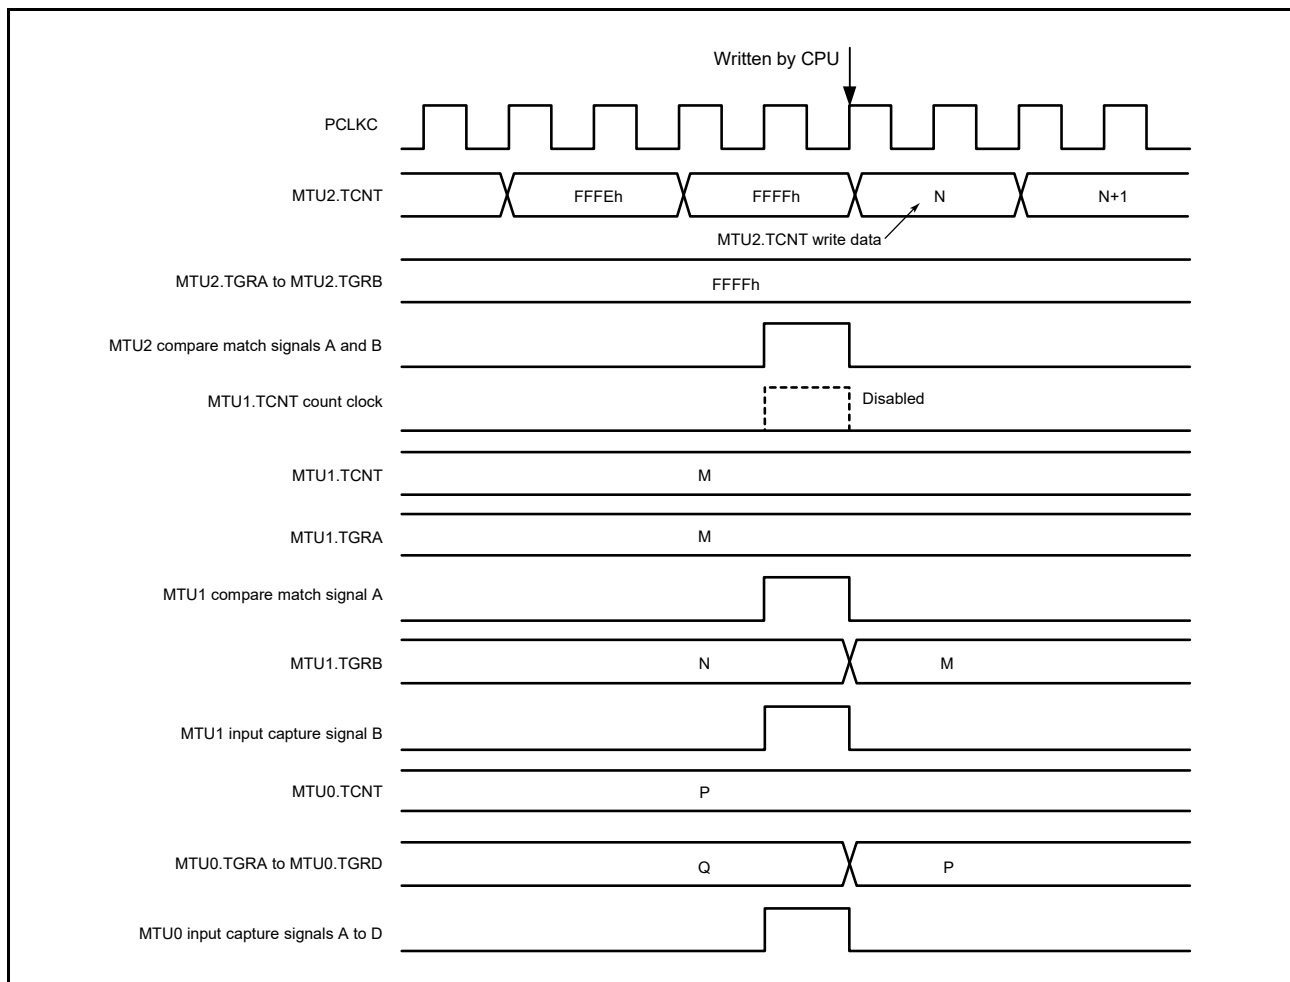 Written by CPU
PCLKC
MTU2.TCNT
FFFEh
FFFFh
N
N+1
MTU2.TCNT write data
MTU2.TGRA to MTU2.TGRB
FFFFh
MTU2 compare match signals A and B
MTU1.TCNT count clock
Disabled
MTU1.TCNT
M
MTU1.TGRA
M
MTU1 compare match signal A
MTU1.TGRB
N
M
MTU1 input capture signal B
MTU0.TCNT
P
MTU0.TGRA to MTU0.TGRD
Q
P
MTU0 input capture signals A to D